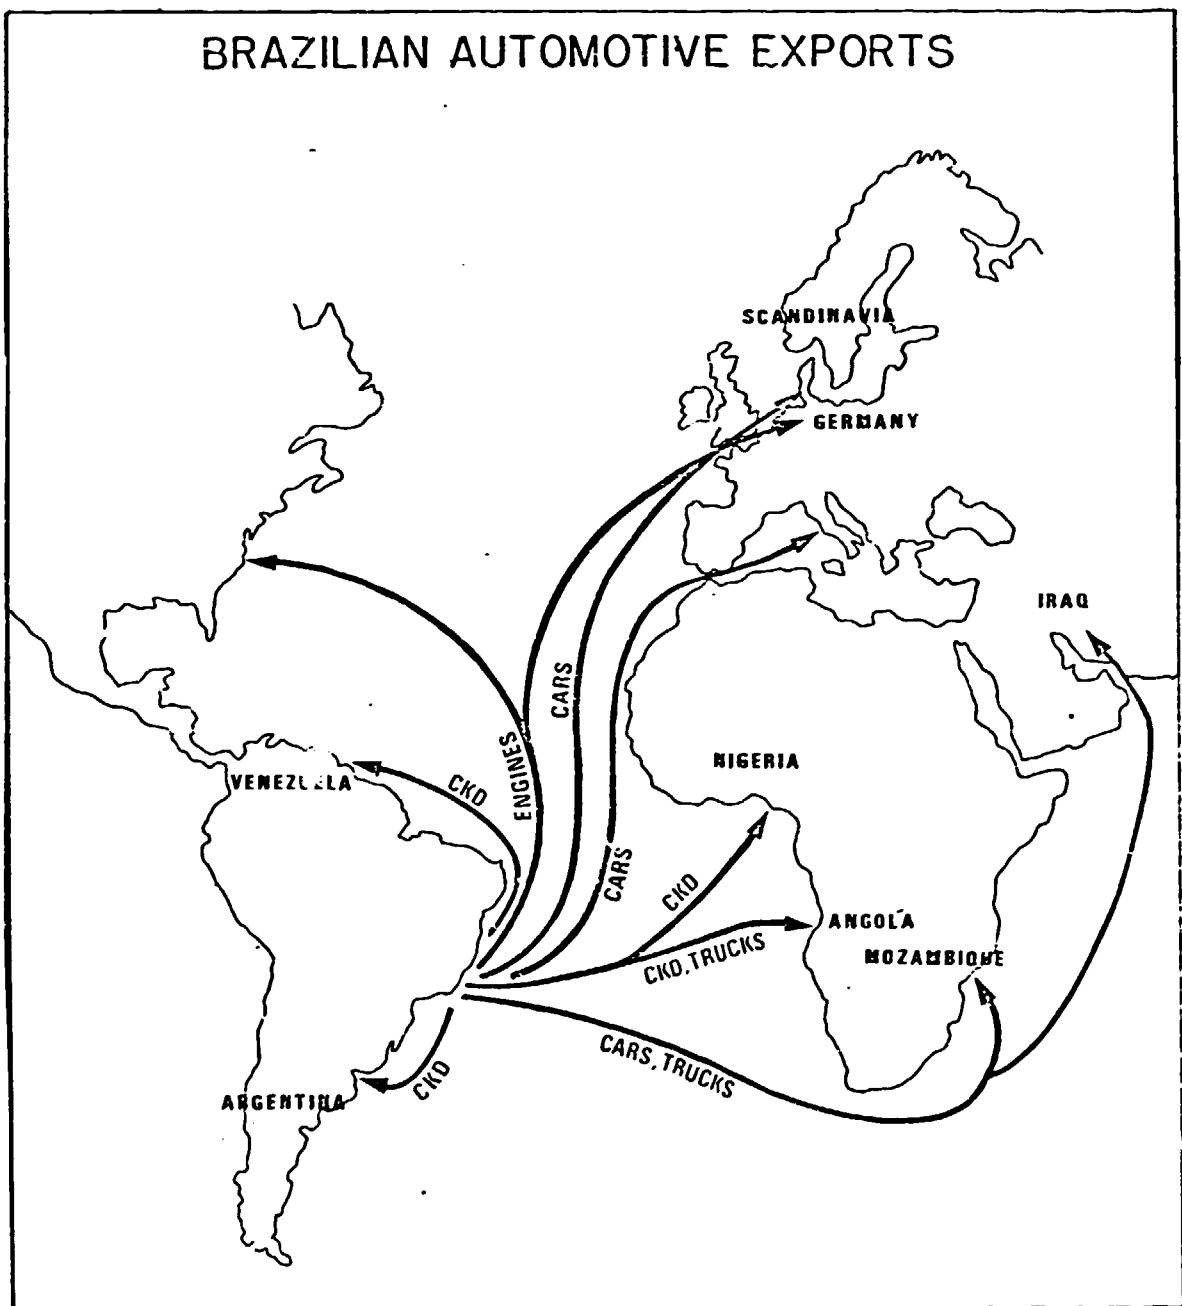 BRAZILIAN AUTOMOTIVE EXPORTS
SCANDINAVIA
GERMANY
IRAQ
CARS
ENGINES
NIGERIA
VENEZUELA
CKD
CARS
CKD
ANGOLA
CKD, TRUCKS
MOZAMBIQUE
CARS, TRUCKS
CKD
ARGENTINA